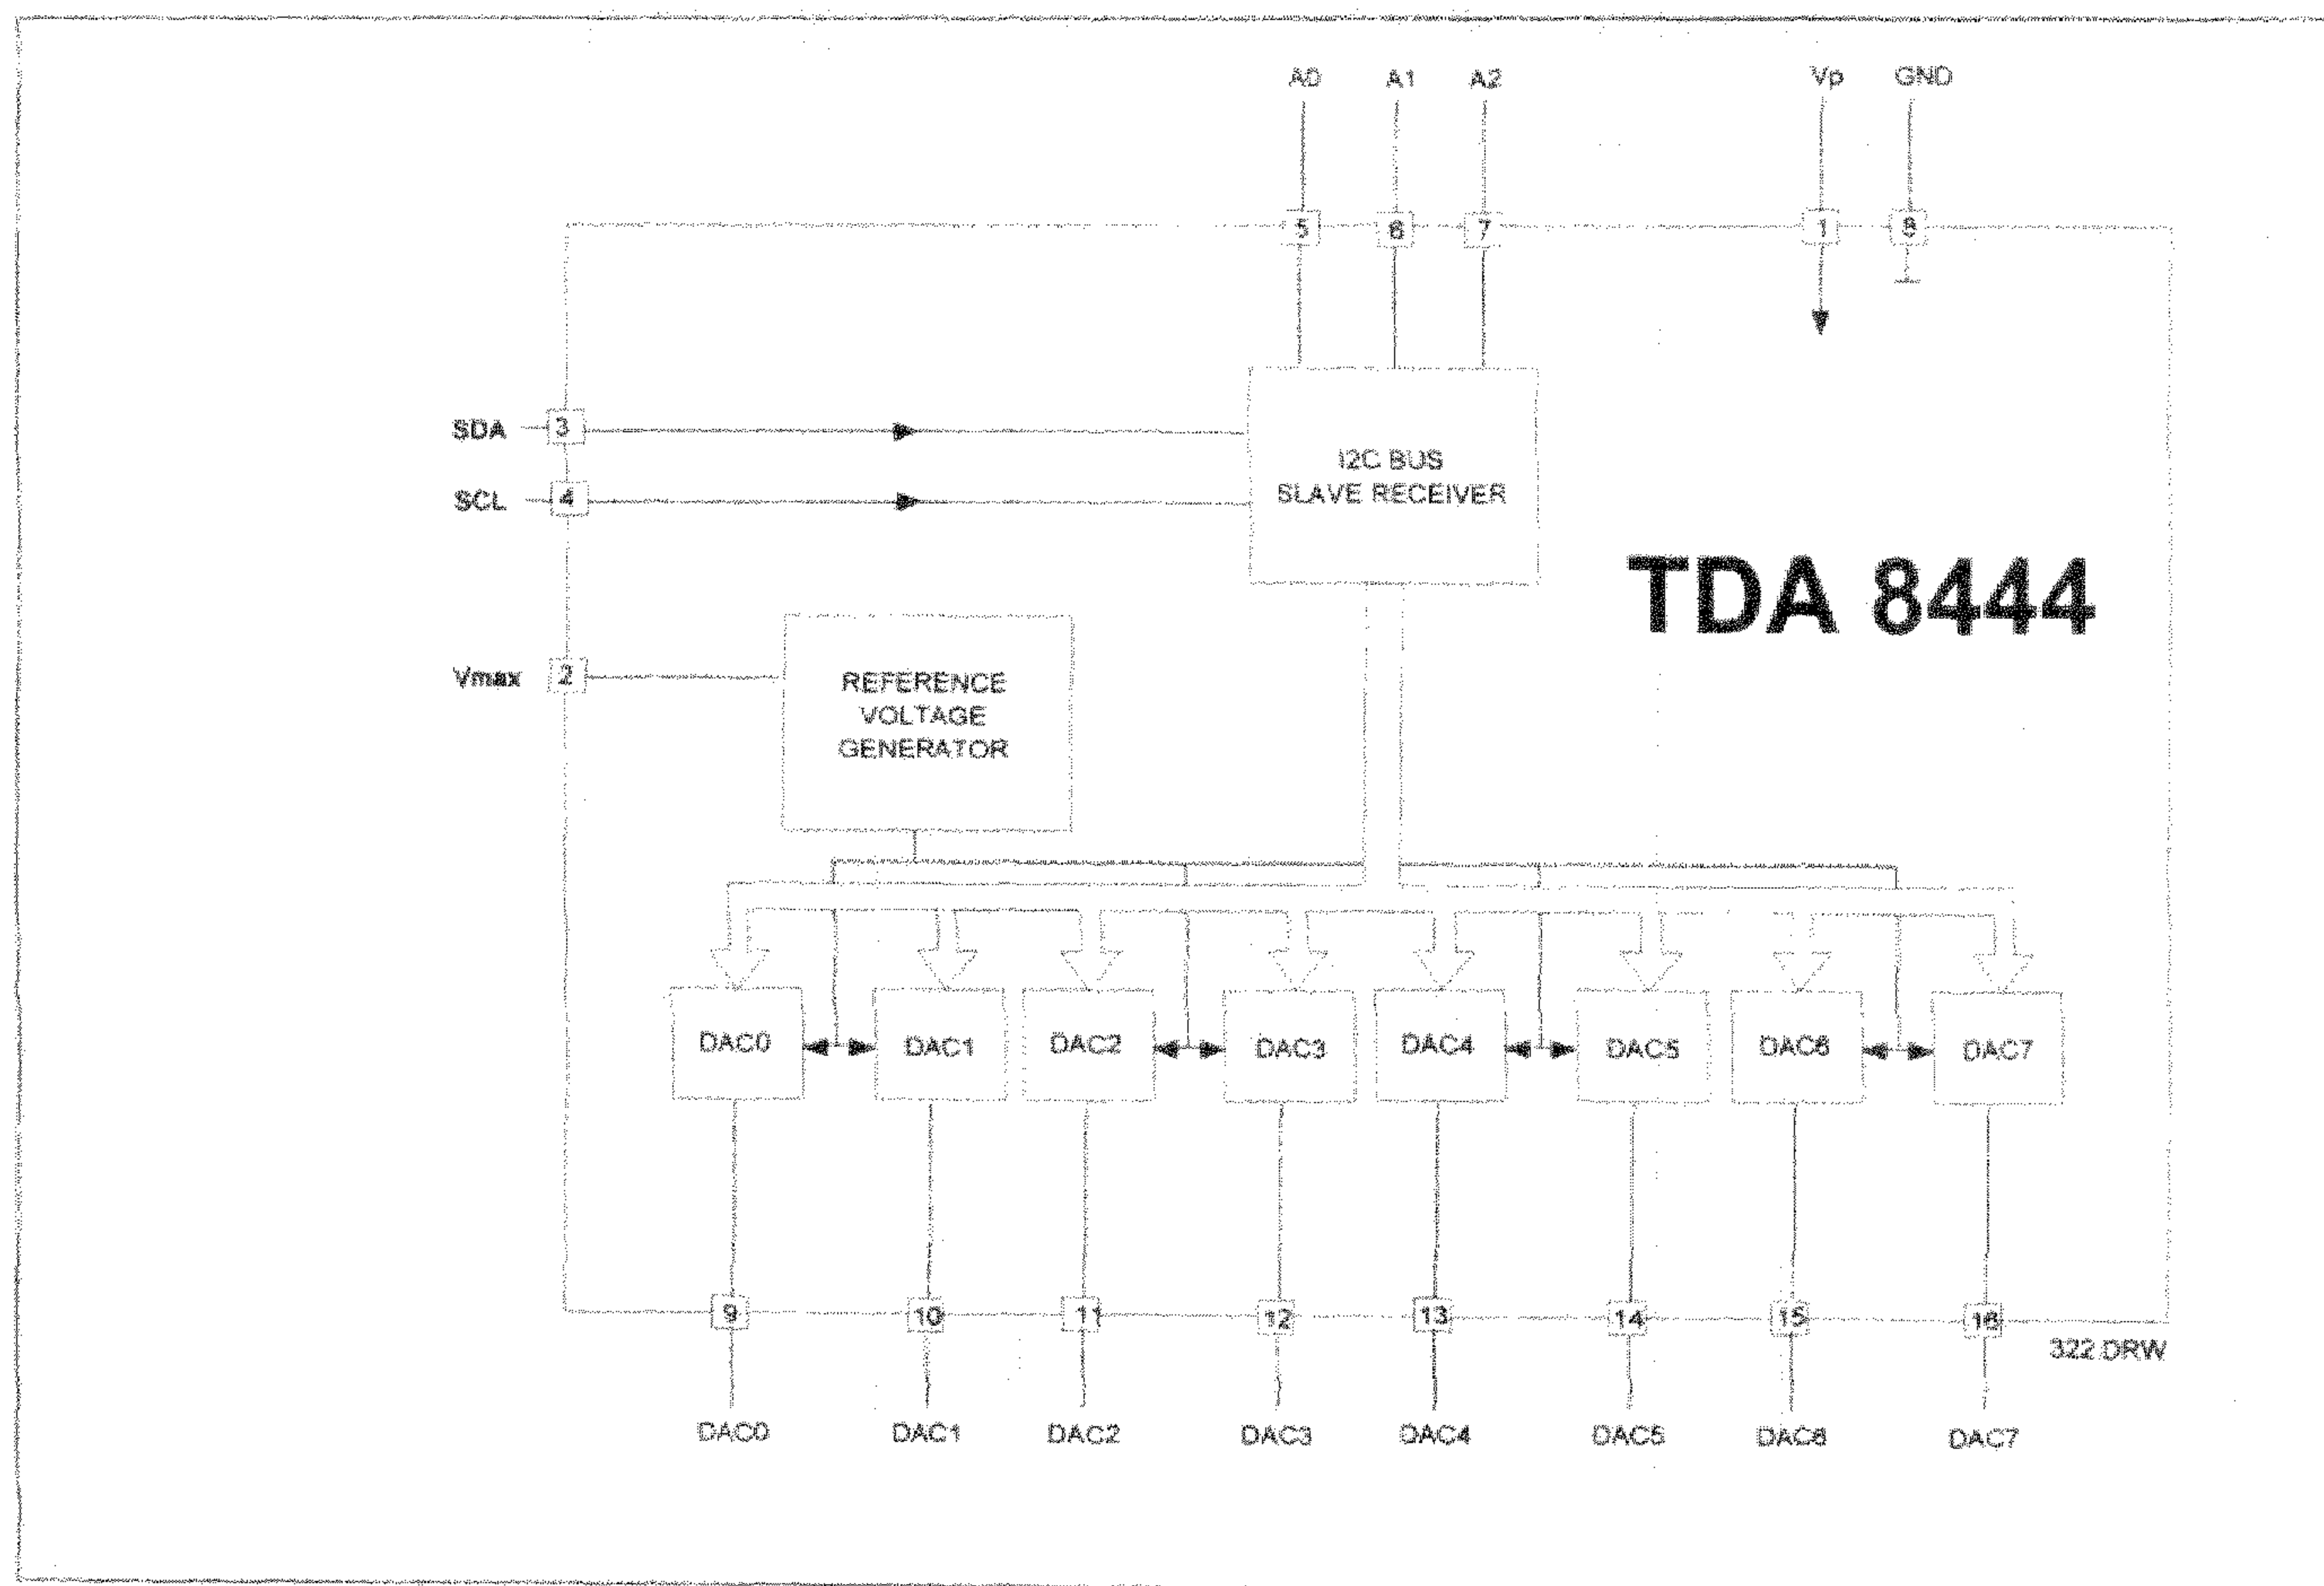 A0 A1 A2 Vp GND
5 6 7 1 8
SDA 3
SCL 4
I2C BUS
SLAVE RECEIVER
TDA 8444
Vmax 2
REFERENCE
VOLTAGE
GENERATOR
DAC0 DAC1 DAC2 DAC3 DAC4 DAC5 DAC6 DAC7
9 10 11 12 13 14 15 16
322.DRW
DAC0 DAC1 DAC2 DAC3 DAC4 DAC5 DAC6 DAC7